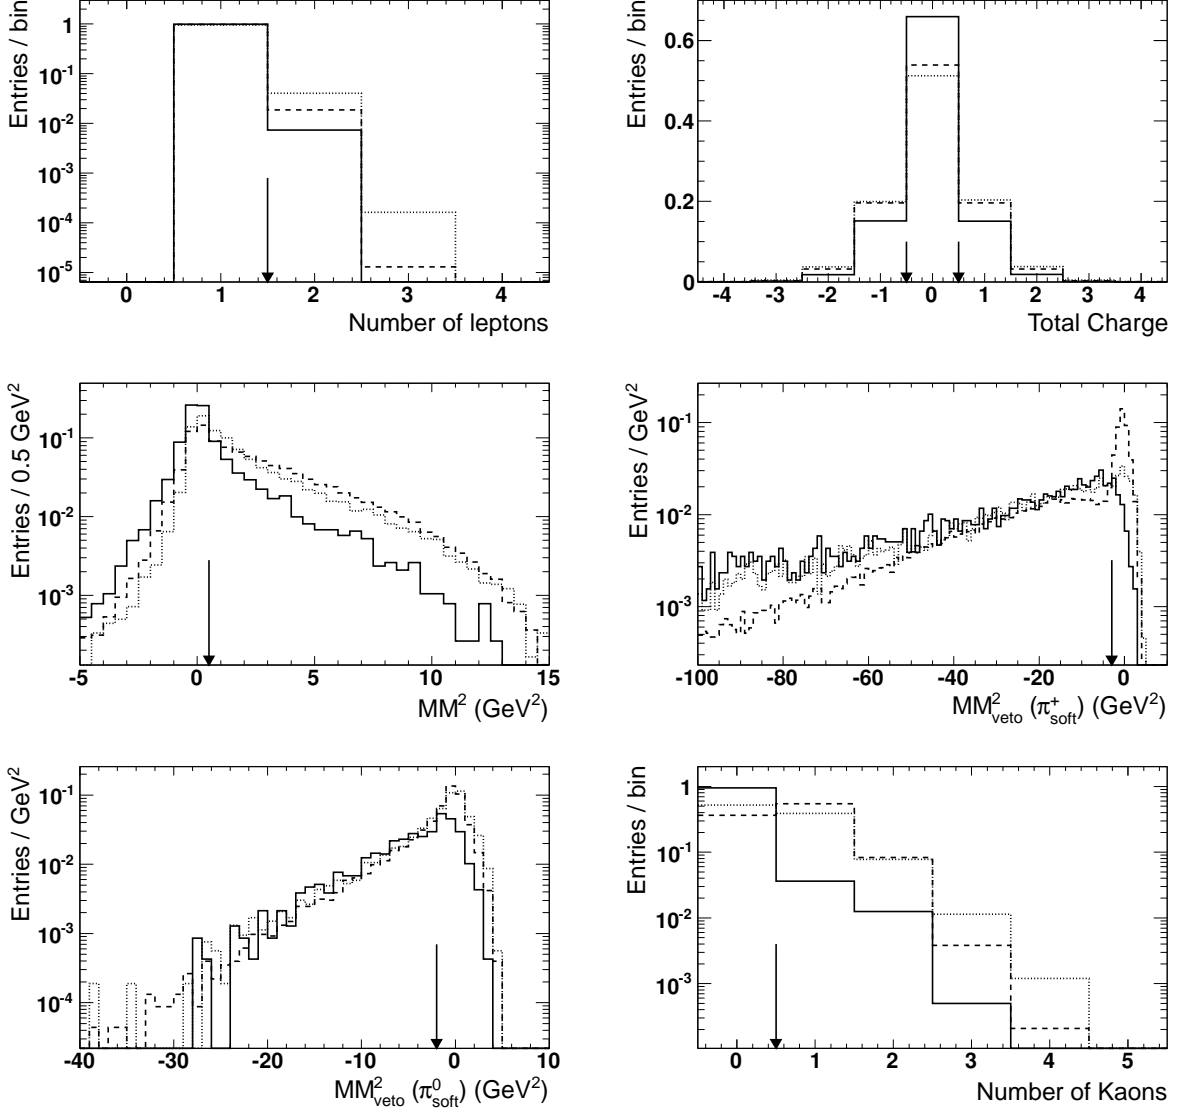 Entries / bin
1
10⁻¹
10⁻²
10⁻³
10⁻⁴
10⁻⁵
0 1 2 3 4
Number of leptons
Entries / bin
0.6
0.4
0.2
0
-4 -3 -2 -1 0 1 2 3 4
Total Charge
Entries / 0.5 GeV²
10⁻¹
10⁻²
10⁻³
-5 0 5 10 15
MM² (GeV²)
Entries / GeV²
10⁻¹
10⁻²
10⁻³
-100 -80 -60 -40 -20 0
MM²veto (π⁺soft) (GeV²)
Entries / GeV²
10⁻¹
10⁻²
10⁻³
10⁻⁴
-40 -30 -20 -10 0 10
MM²veto (π⁰soft) (GeV²)
Entries / bin
1
10⁻¹
10⁻²
10⁻³
0 1 2 3 4 5
Number of Kaons